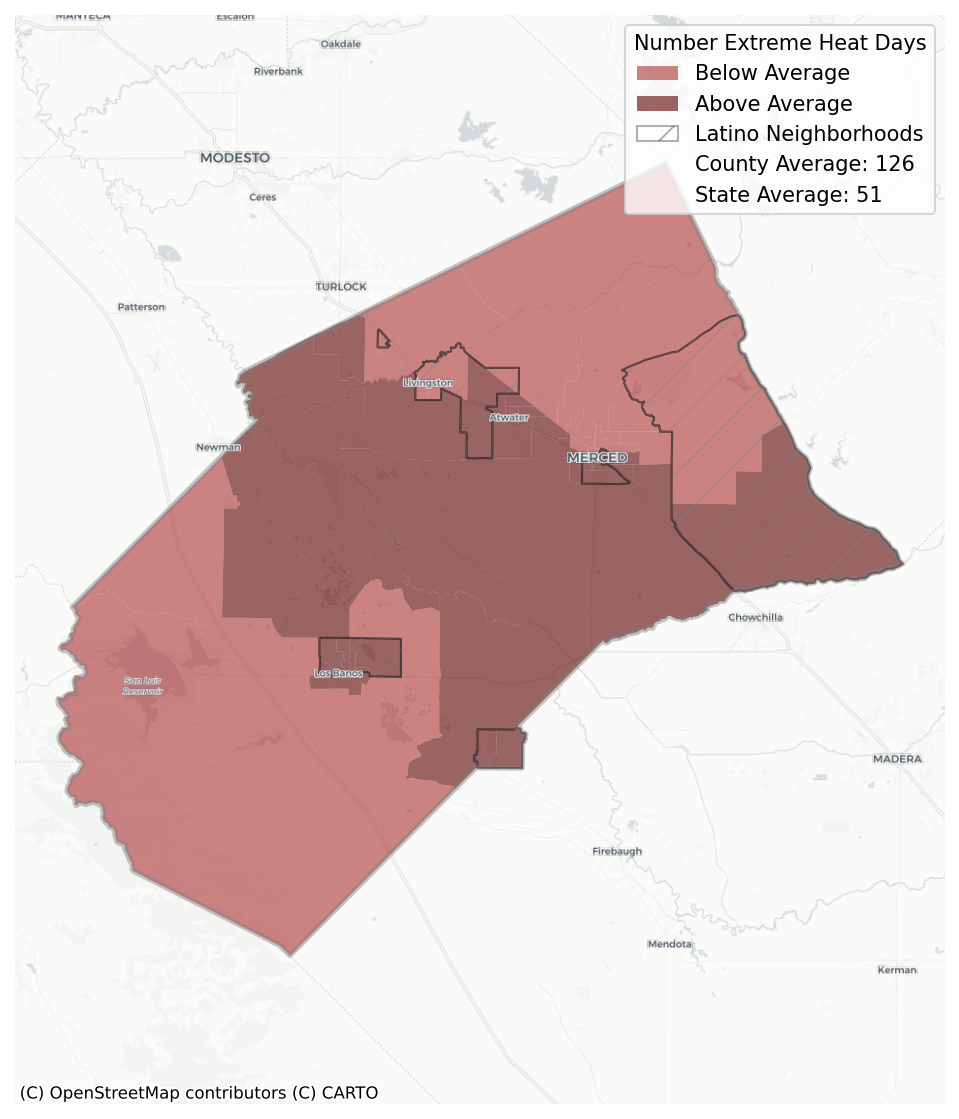 MANTECA
Escalon
Oakdale
Riverbank
MODESTO
Ceres
TURLOCK
Patterson
Livingston
Atwater
Newman
MERCED
Chowchilla
Los Banos
San Luis
Reservoir
MADERA
Firebaugh
Mendota
Kerman
Number Extreme Heat Days
Below Average
Above Average
Latino Neighborhoods
County Average: 126
State Average: 51
(C) OpenStreetMap contributors (C) CARTO